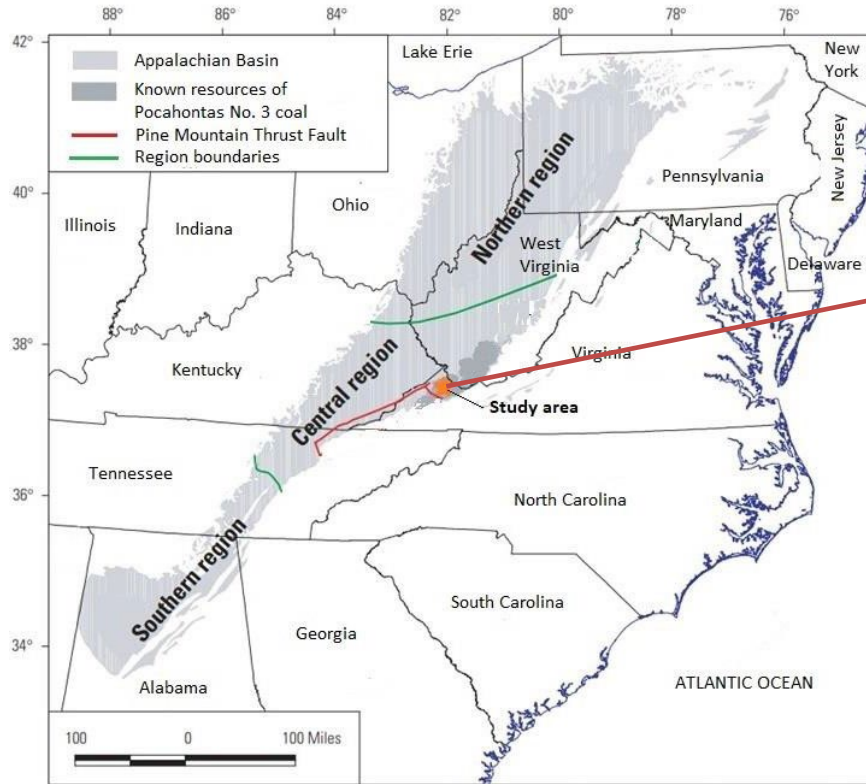 88° 86° 84° 82° 80° 78° 76°
42°
Lake Erie
New
York
Appalachian Basin
Known resources of
Pocahontas No. 3 coal
Pine Mountain Thrust Fault
Region boundaries
40°
Illinois
Indiana
Ohio
Northern region
Pennsylvania
New Jersey
Maryland
West
Virginia
Delaware
38°
Kentucky
Central region
Virginia
Study area
36°
Tennessee
North Carolina
Southern region
34°
South Carolina
Georgia
Alabama
ATLANTIC OCEAN
100 0 100 Miles